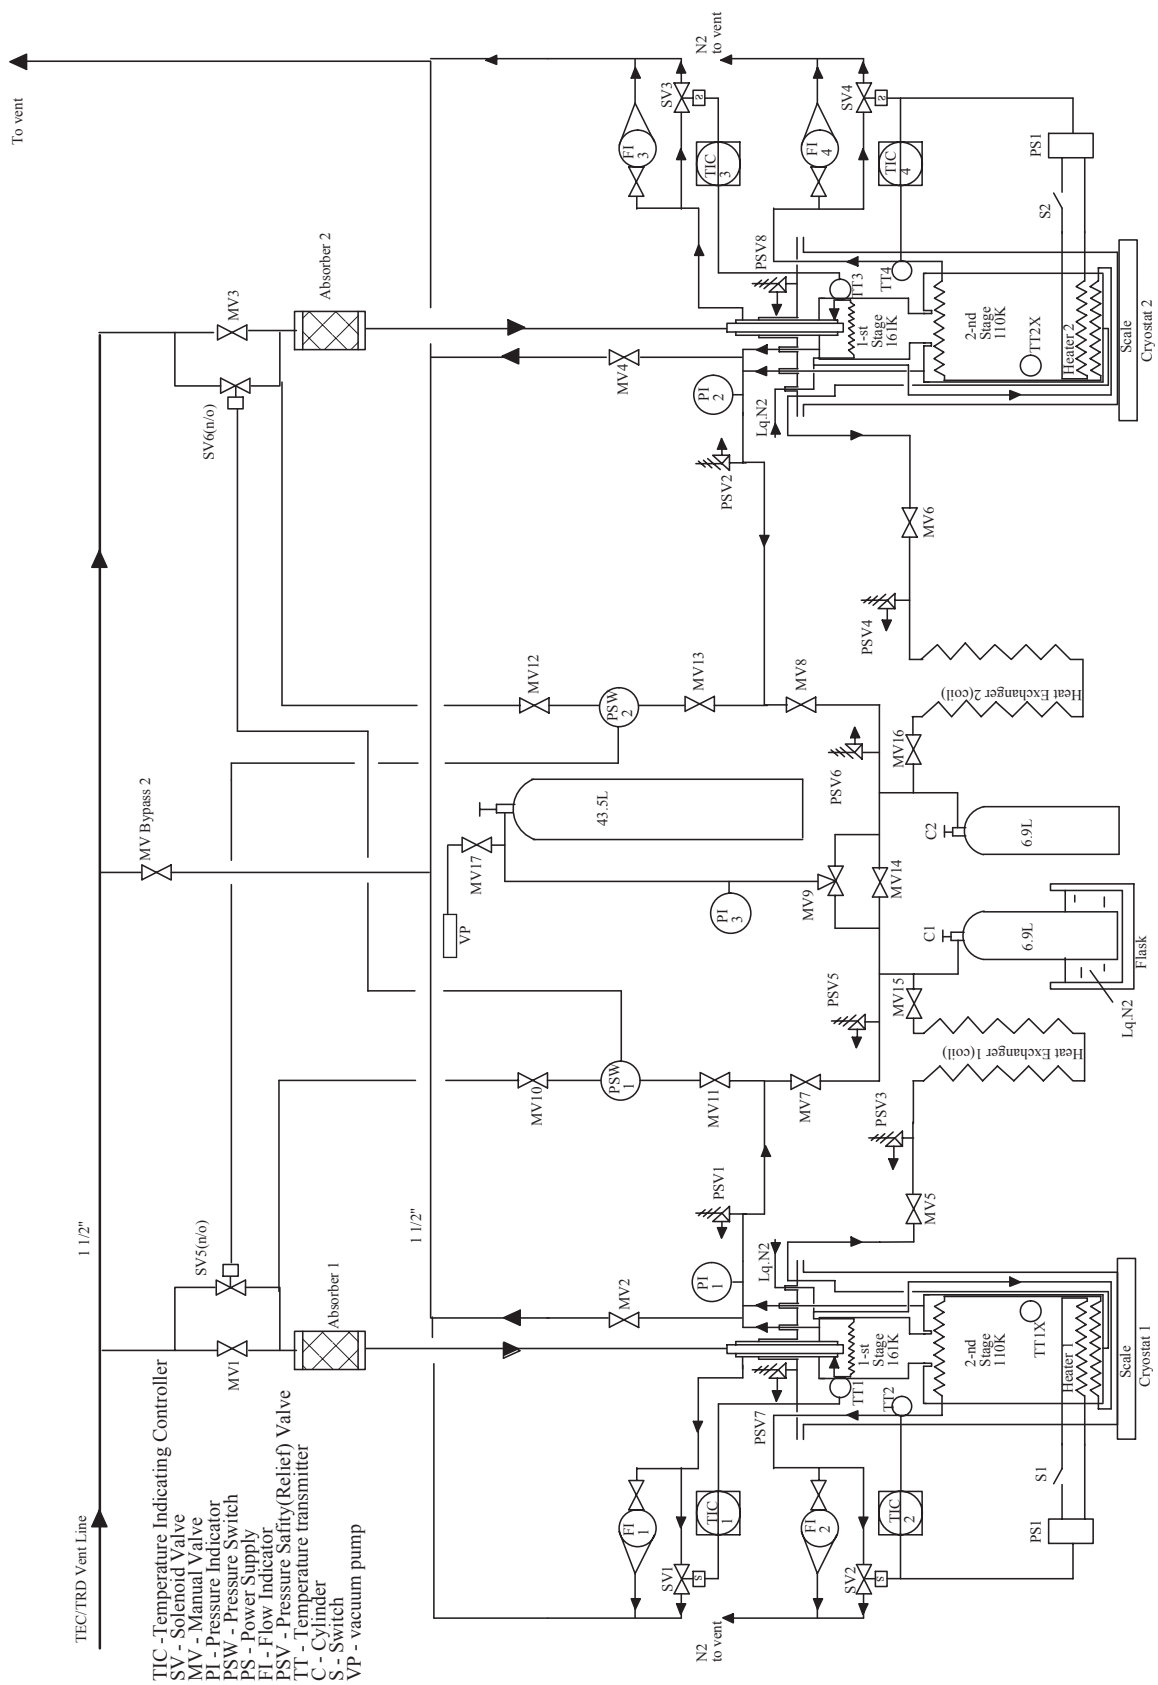 To vent
TEC/TRD Vent Line
1 1/2"
MV Bypass 2
MV1
SV5(n/o)
SV6(n/o)
MV3
Absorber 1
Absorber 2
TIC -Temperature Indicating Controller
SV - Solenoid Valve
MV - Manual Valve
PI - Pressure Indicator
PSW - Pressure Switch
PS - Power Supply
FI - Flow Indicator
PSV - Pressure Safity(Relief) Valve
TT - Temperature transmitter
C - Cylinder
S - Switch
VP - vacuum pump
1 1/2"
VP
MV17
43.5L
PI
3
MV10
PSW
1
MV11
MV12
PSW
2
MV13
MV2
MV4
FI
1
SV1
S
TIC
1
FI
3
SV3
S
TIC
3
PI
1
PSV1
PI
2
PSV2
PSV7
PSV8
Lq.N2
Lq.N2
N2
to vent
N2
to vent
FI
2
SV2
S
TIC
2
FI
4
SV4
S
TIC
4
MV7
MV8
PSV5
PSV6
MV9
MV14
MV15
MV16
PSV3
PSV4
MV5
MV6
Heat Exchanger 1(coil)
Heat Exchanger 2(coil)
C1
6.9L
C2
6.9L
Lq.N2
Flask
TT1
TT2
1-st
Stage
161K
2-nd
Stage
110K
TT1X
Heater 1
S1
PS1
Scale
Cryostat 1
TT3
TT4
1-st
Stage
161K
2-nd
Stage
110K
TT2X
Heater 2
S2
PS1
Scale
Cryostat 2